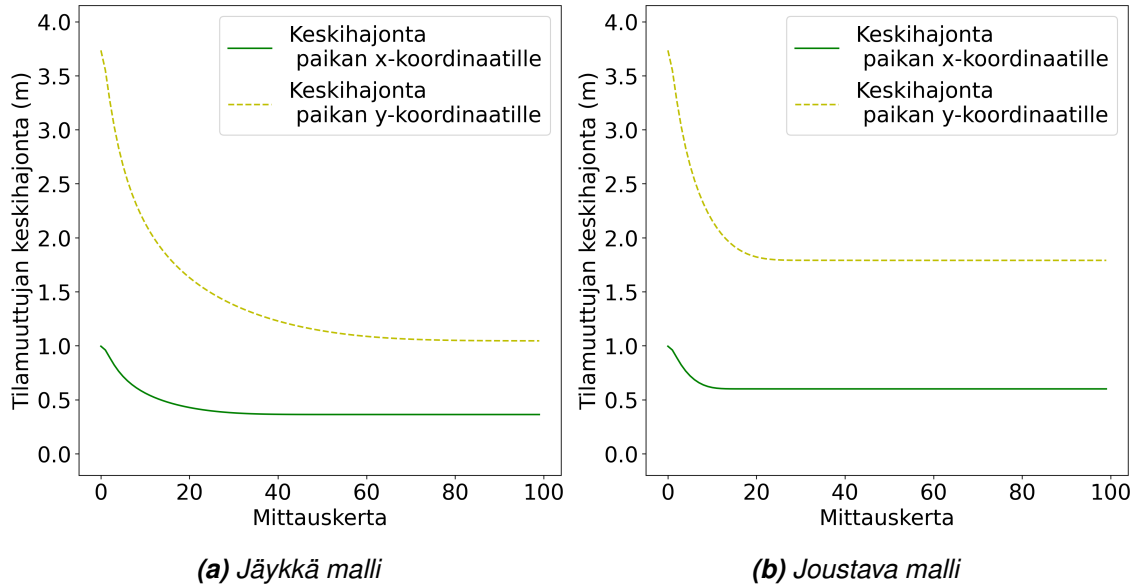 Tilamuuttujan keskihajonta (m)
4.0
3.5
3.0
2.5
2.0
1.5
1.0
0.5
0.0
Keskihajonta
paikan x-koordinaatille
Keskihajonta
paikan y-koordinaatille
0 20 40 60 80 100
Mittauskerta
(a) Jäykkä malli
Tilamuuttujan keskihajonta (m)
4.0
3.5
3.0
2.5
2.0
1.5
1.0
0.5
0.0
Keskihajonta
paikan x-koordinaatille
Keskihajonta
paikan y-koordinaatille
0 20 40 60 80 100
Mittauskerta
(b) Joustava malli